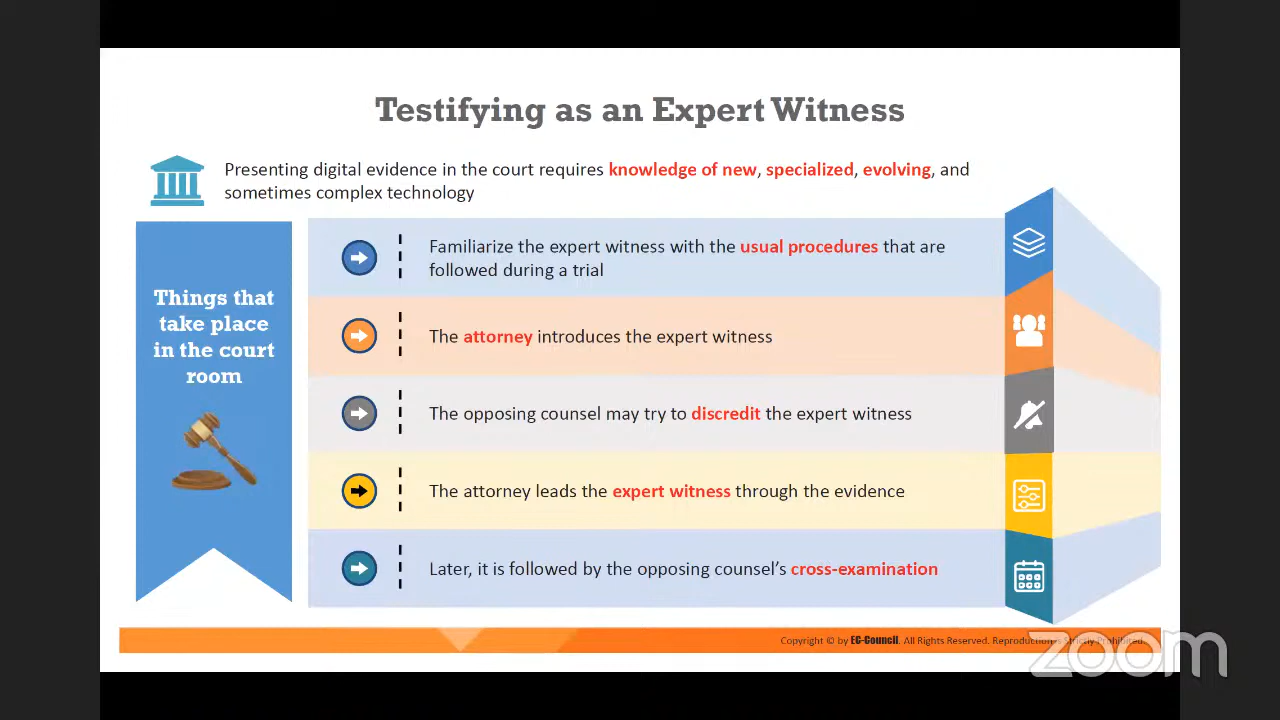 Testifying as an Expert Witness
Presenting digital evidence in the court requires knowledge of new, specialized, evolving, and
sometimes complex technology
Things that
take place
in the court
room
Familiarize the expert witness with the usual procedures that are
followed during a trial
The attorney introduces the expert witness
The opposing counsel may try to discredit the expert witness
The attorney leads the expert witness through the evidence
Later, it is followed by the opposing counsel's cross-examination
Copyright © by EC-Council. All Rights Reserved. Reproduction is Strictly Prohibited.
zoom